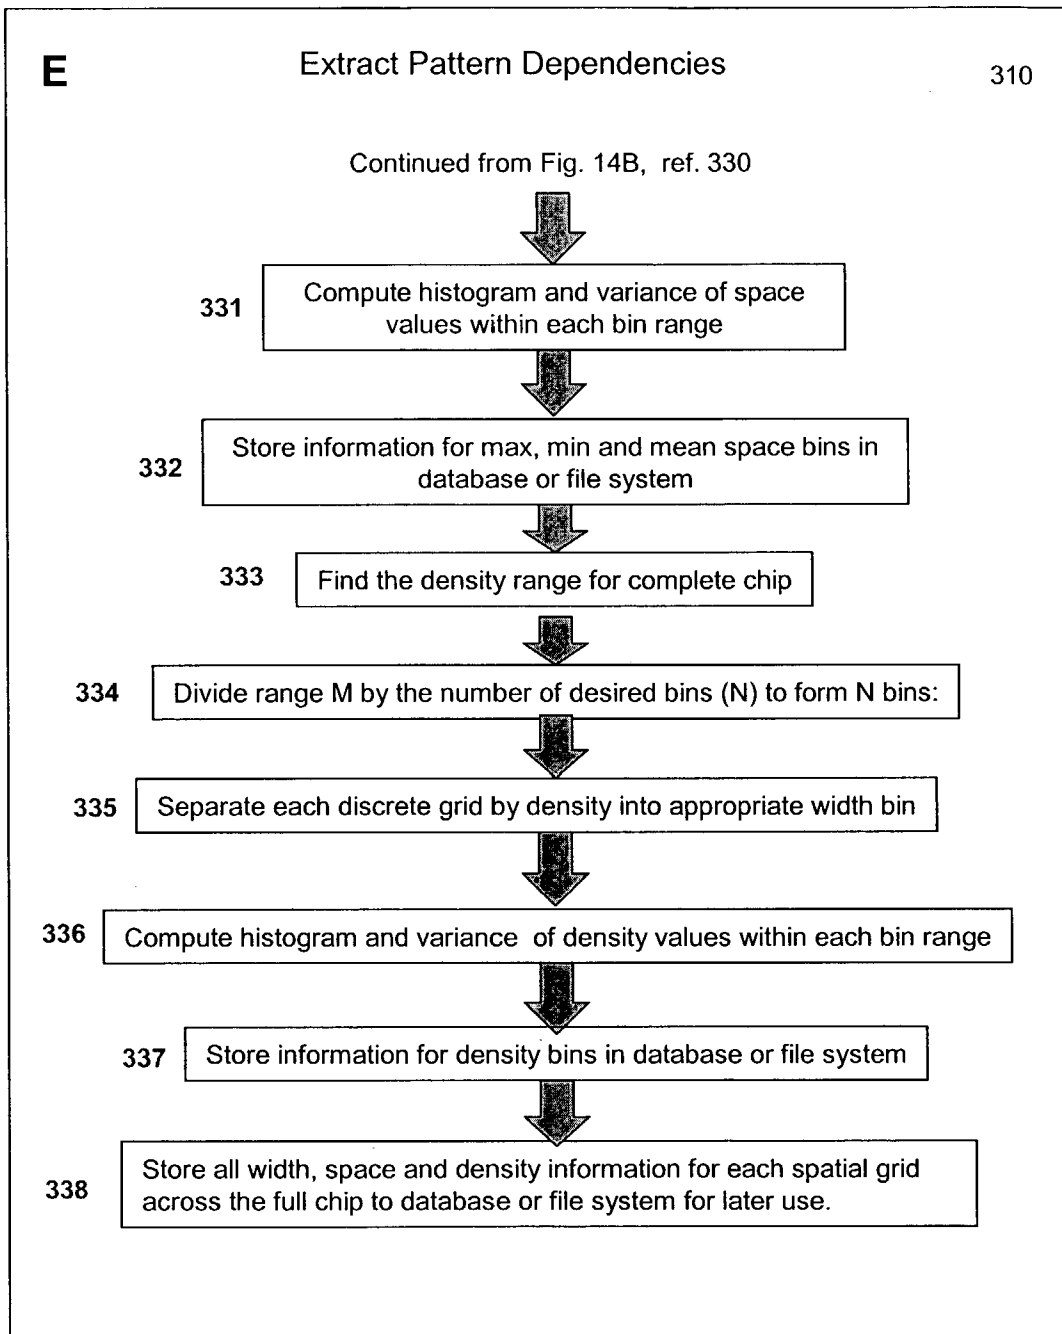 E
Extract Pattern Dependencies
310
Continued from Fig. 14B, ref. 330
331
Compute histogram and variance of space
values within each bin range
332
Store information for max, min and mean space bins in
database or file system
333
Find the density range for complete chip
334
Divide range M by the number of desired bins (N) to form N bins:
335
Separate each discrete grid by density into appropriate width bin
336
Compute histogram and variance of density values within each bin range
337
Store information for density bins in database or file system
338
Store all width, space and density information for each spatial grid
across the full chip to database or file system for later use.